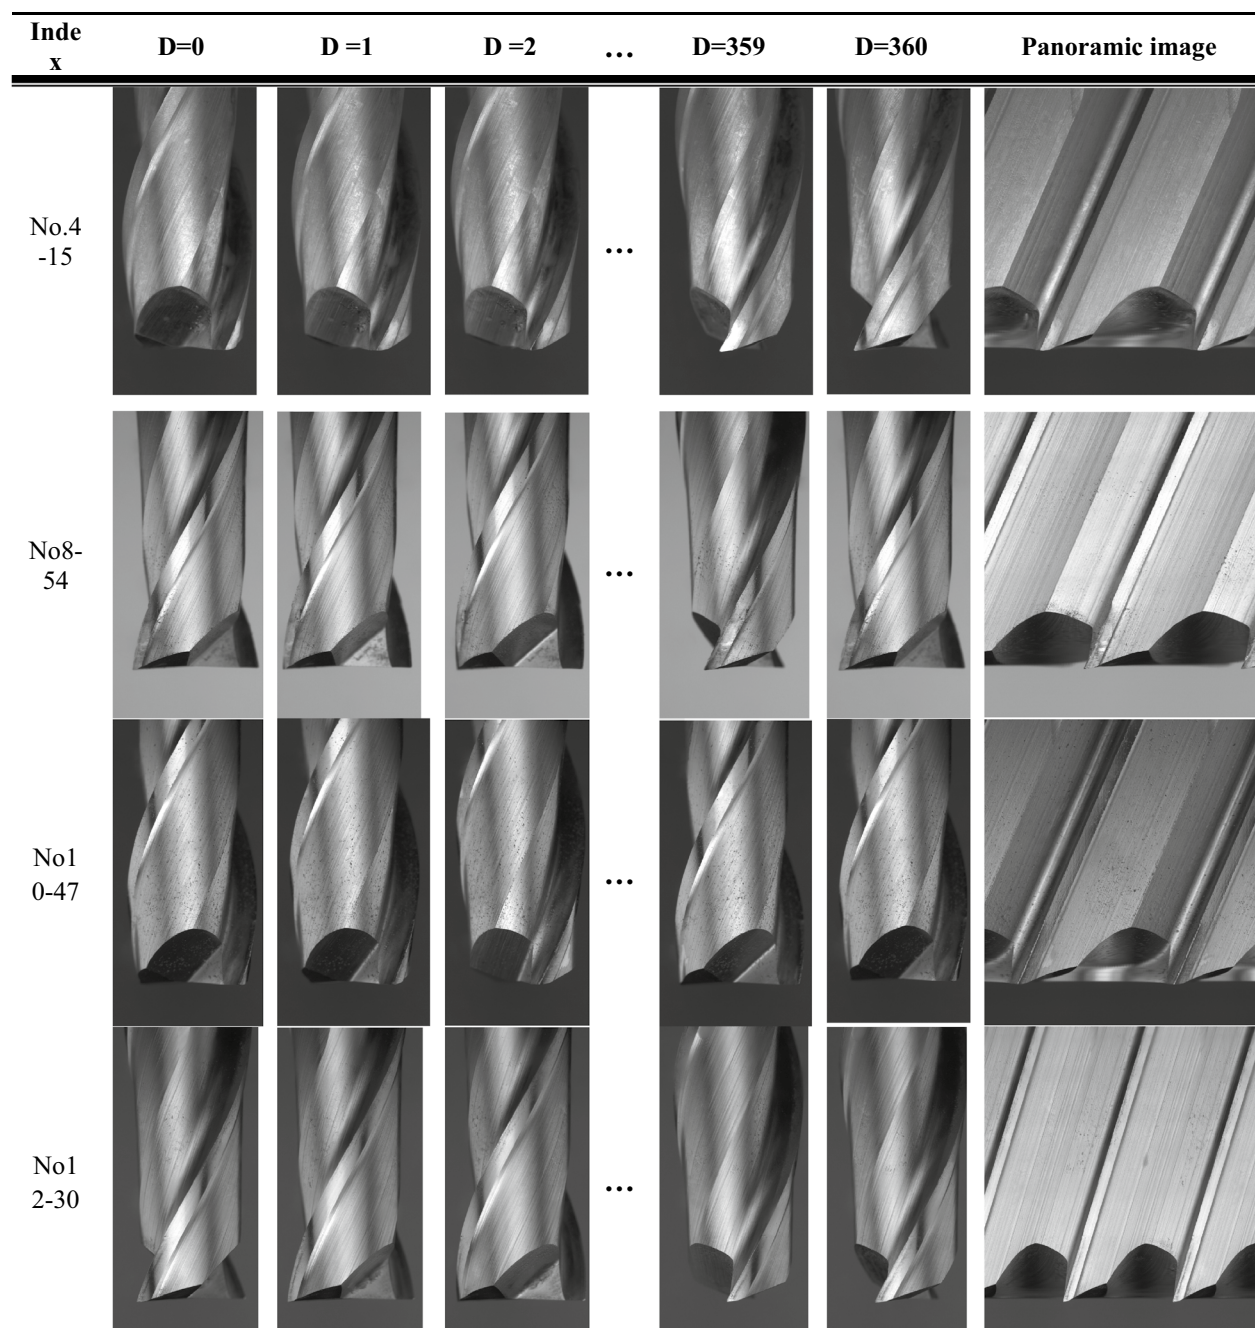 Inde
x
D=0
D =1
D =2
...
D=359
D=360
Panoramic image
No.4
-15
...
No8-
54
...
No1
0-47
...
No1
2-30
...